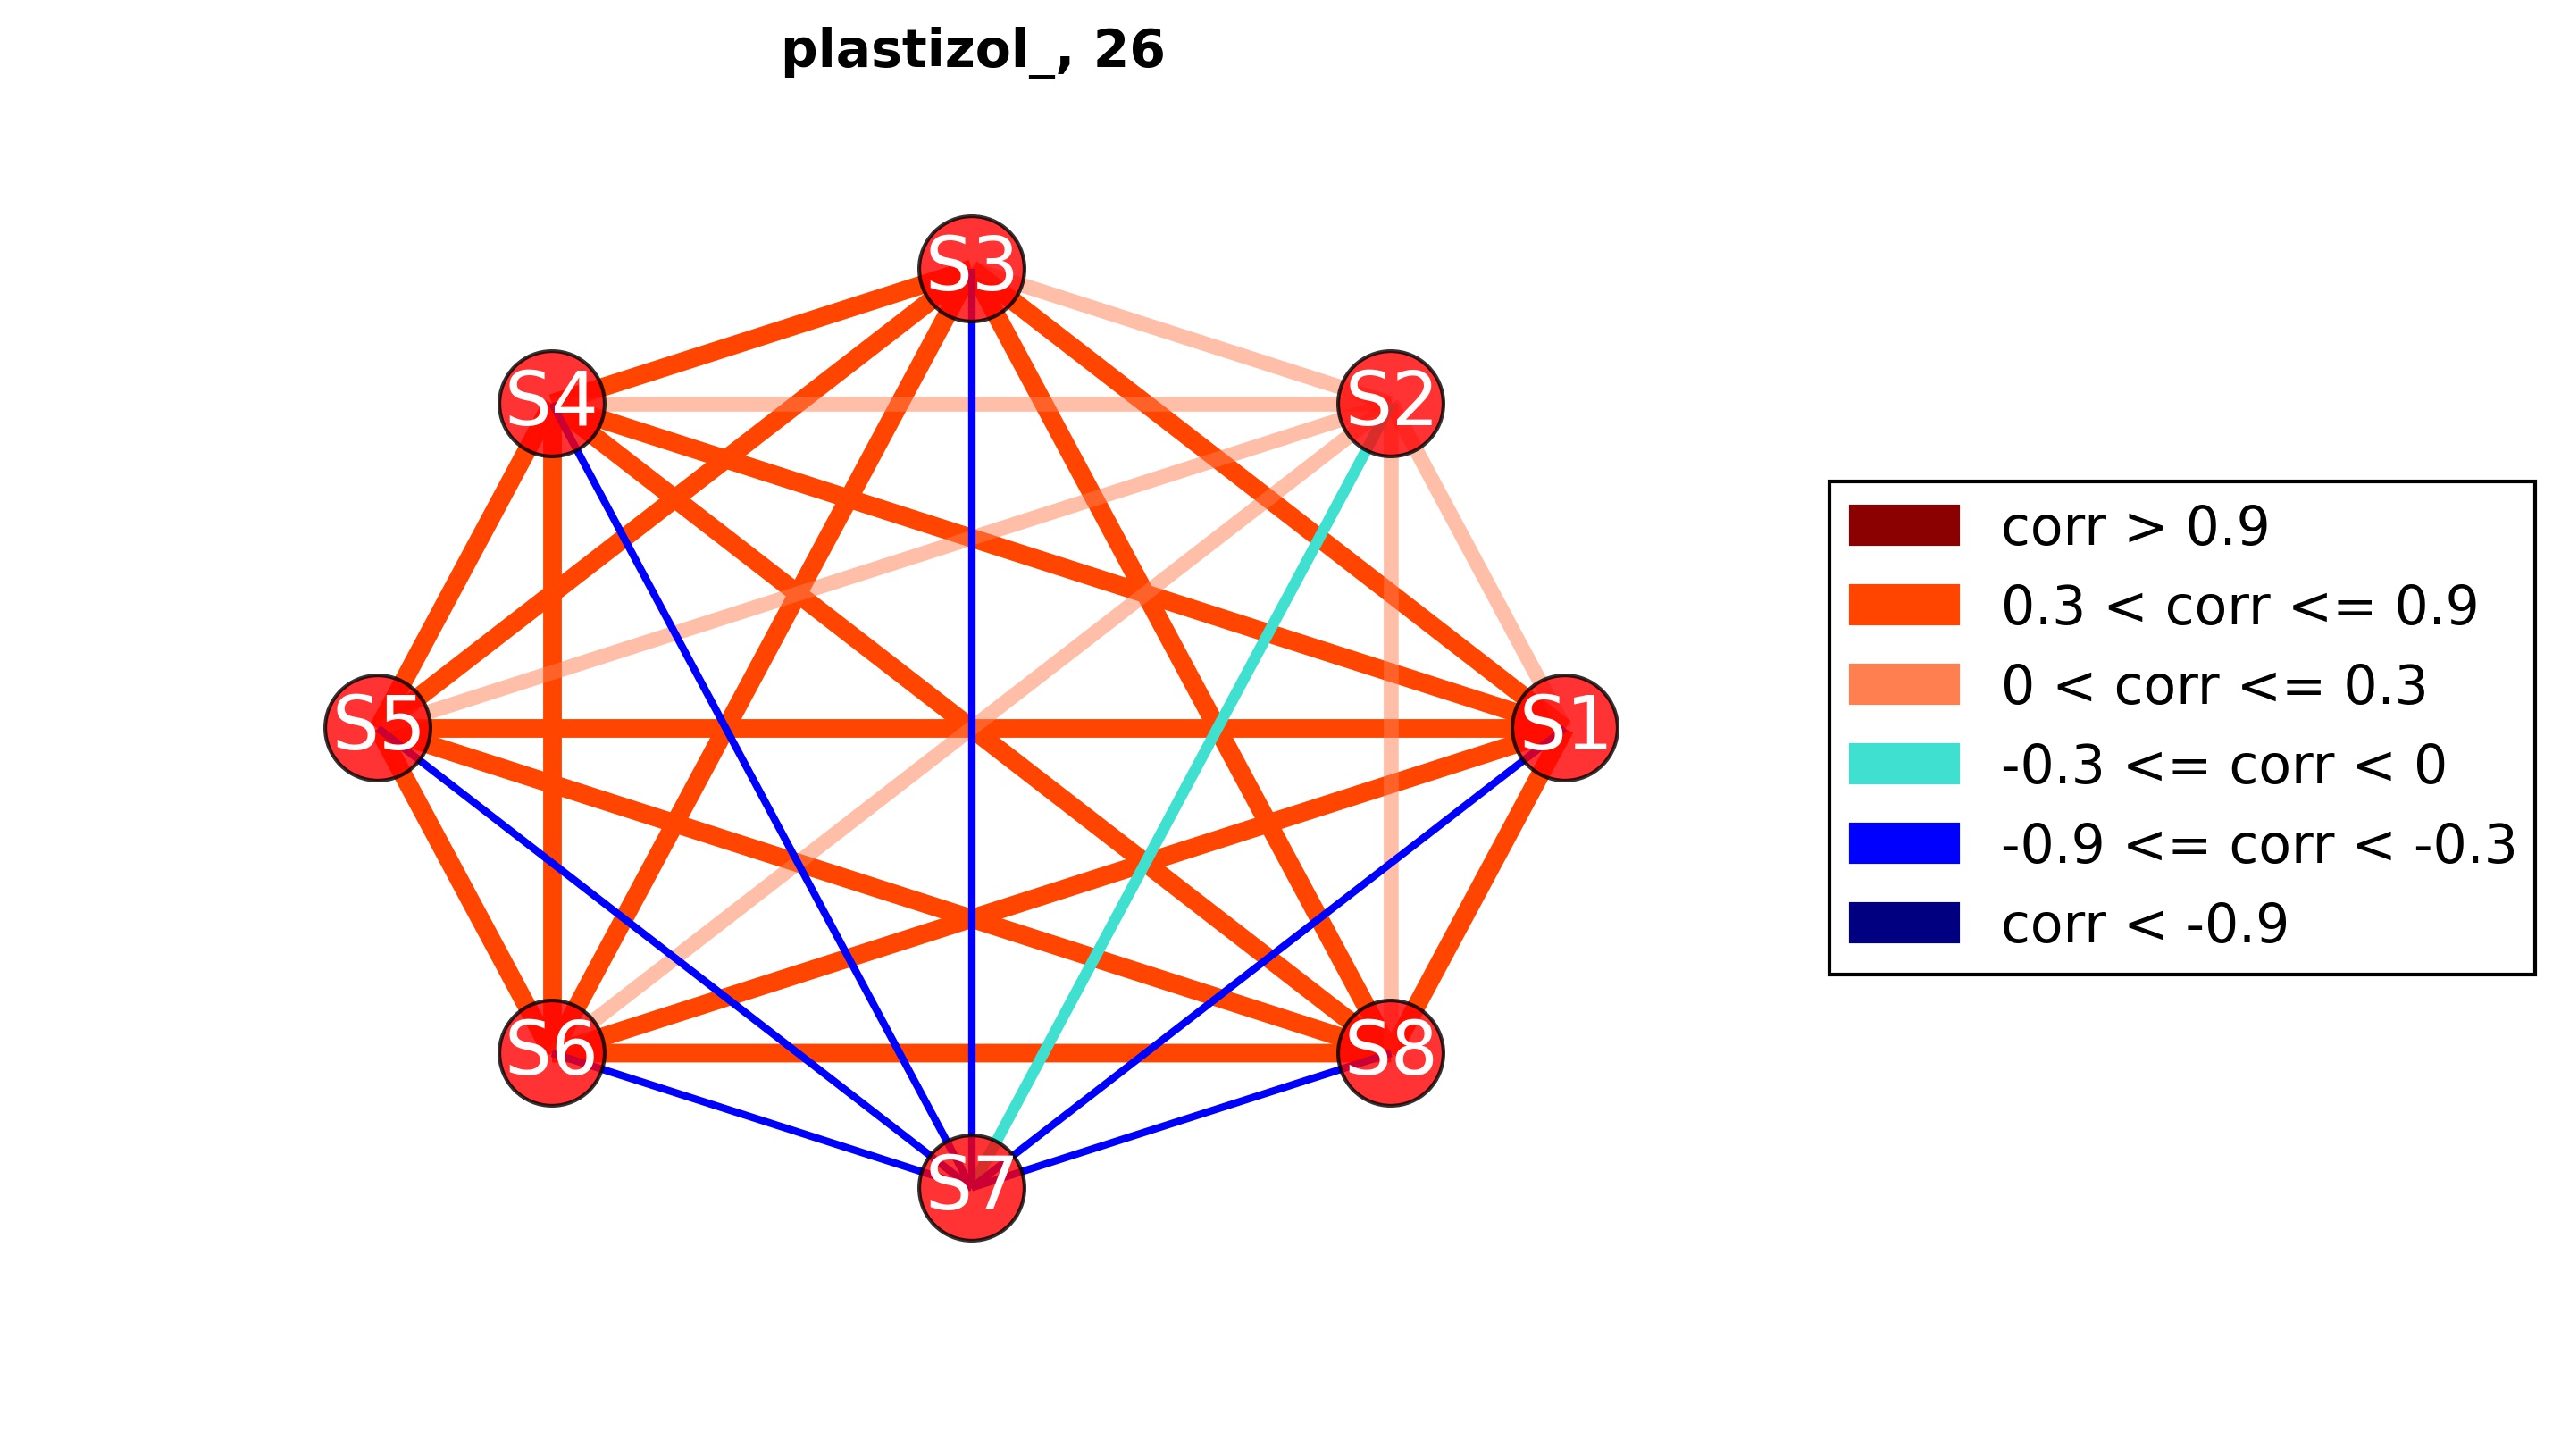 plastizol_, 26
S3
S4
S2
S5
S1
S6
S8
S7
corr > 0.9
0.3 < corr <= 0.9
0 < corr <= 0.3
-0.3 <= corr < 0
-0.9 <= corr < -0.3
corr < -0.9